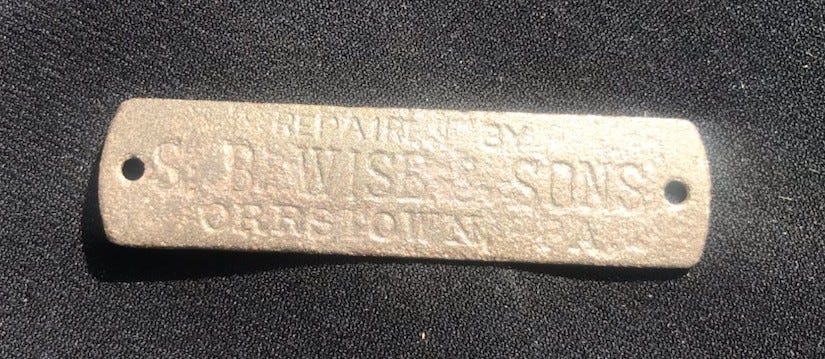 REPAIRED BY
S. B. WISE & SONS
ORRSTOWN, PA.